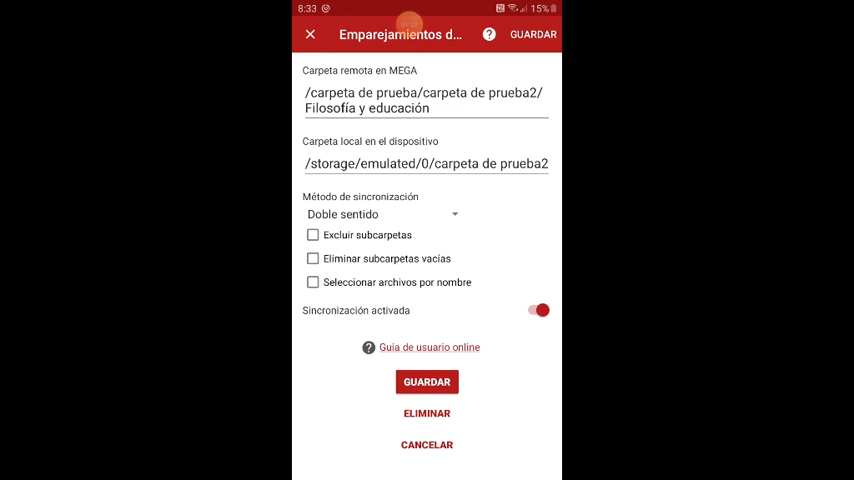 8:33
15%
Emparejamientos d...
GUARDAR
Carpeta remota en MEGA
/carpeta de prueba/carpeta de prueba2/
Filosofía y educación
Carpeta local en el dispositivo
/storage/emulated/0/carpeta de prueba2
Método de sincronización
Doble sentido
Excluir subcarpetas
Eliminar subcarpetas vacías
Seleccionar archivos por nombre
Sincronización activada
? Guía de usuario online
GUARDAR
ELIMINAR
CANCELAR